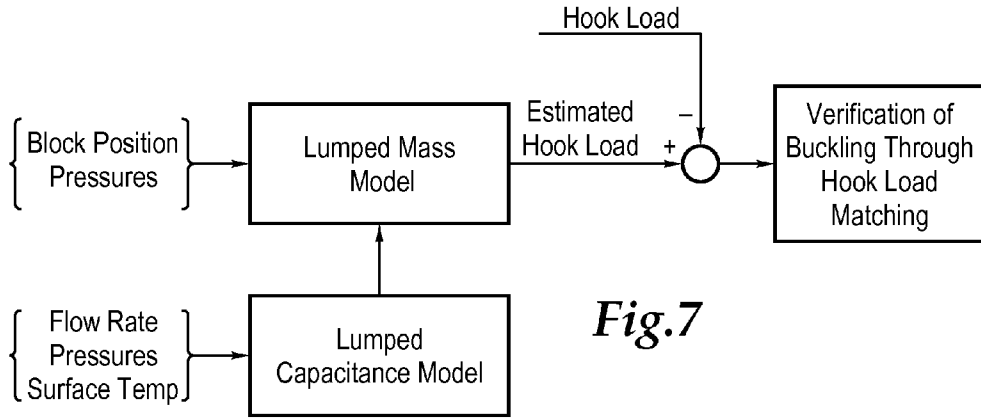 Hook Load
Block Position
Pressures
Lumped Mass
Model
Estimated
Hook Load
–
+
Verification of
Buckling Through
Hook Load
Matching
Flow Rate
Pressures
Surface Temp
Lumped
Capacitance Model
Fig.7